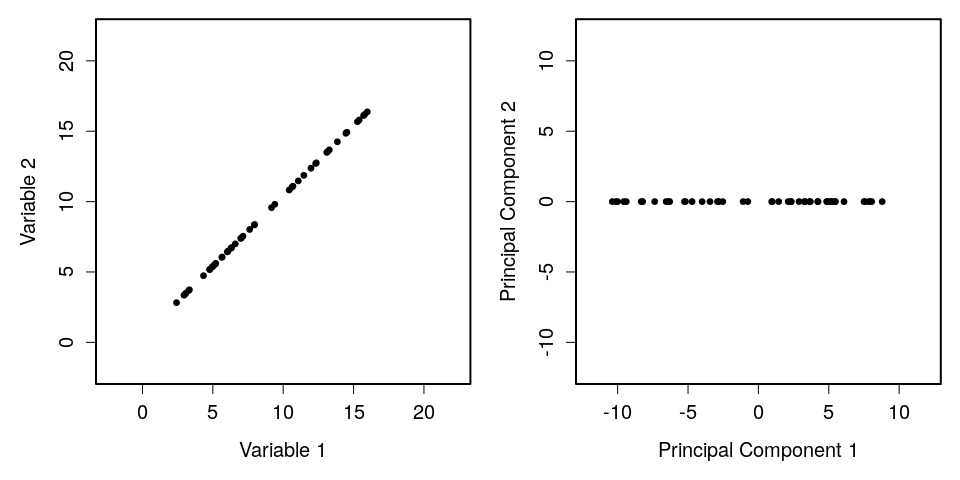 Variable 2
20
15
10
5
0
0 5 10 15 20
Variable 1
Principal Component 2
10
5
0
-5
-10
-10 -5 0 5 10
Principal Component 1